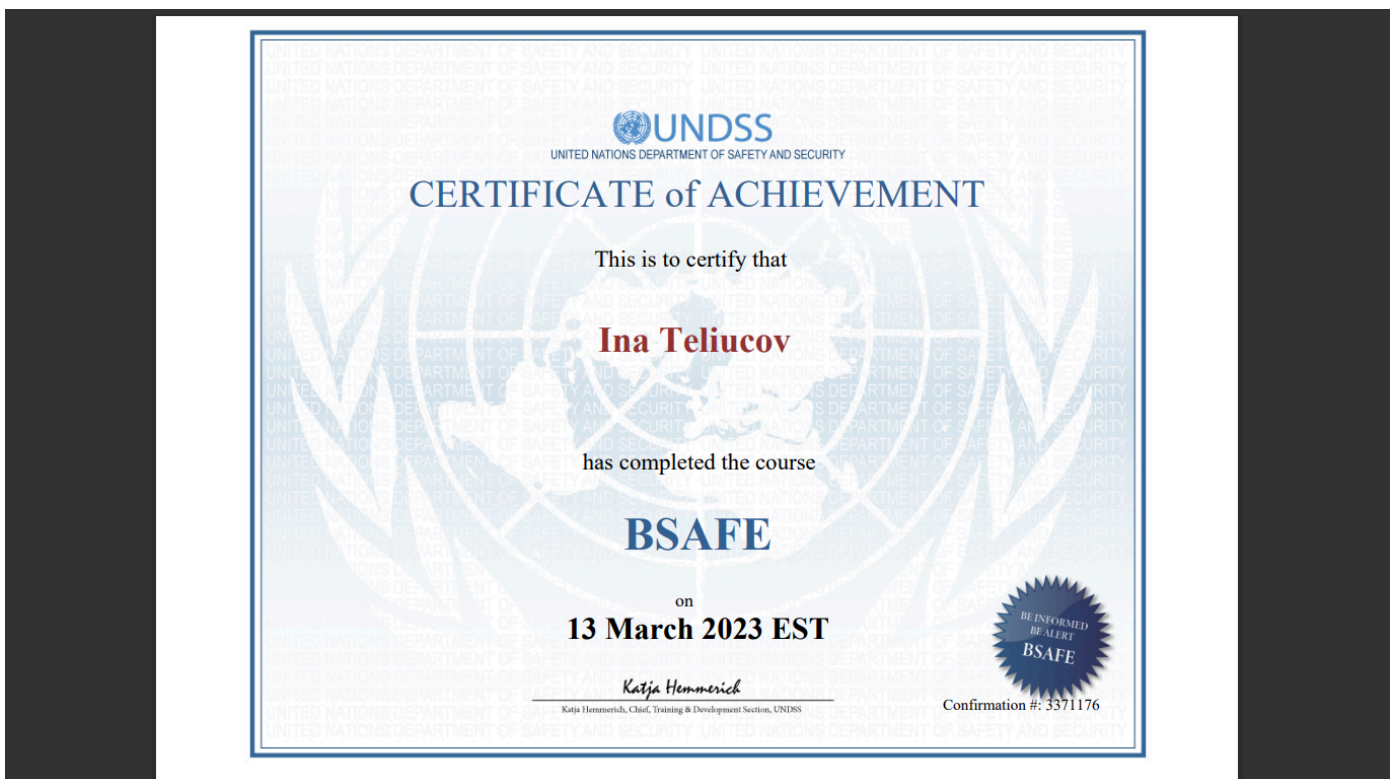 UNDSS
UNITED NATIONS DEPARTMENT OF SAFETY AND SECURITY
CERTIFICATE of ACHIEVEMENT
This is to certify that
Ina Teliucov
has completed the course
BSAFE
on
13 March 2023 EST
Katja Hemmerich
Katja Hemmerich, Chief, Training & Development Section, UNDSS
BE INFORMED
BE ALERT
BSAFE
Confirmation #: 3371176